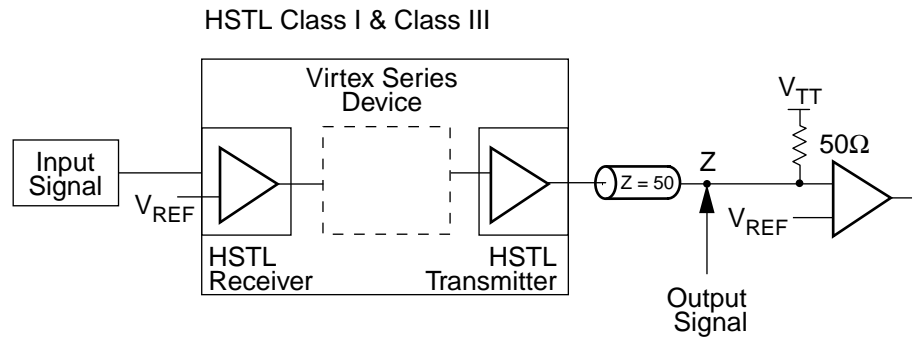 HSTL Class I & Class III
Virtex Series
Device
Input
Signal
VREF
HSTL
Receiver
HSTL
Transmitter
Z = 50
Z
VTT
50Ω
VREF
Output
Signal